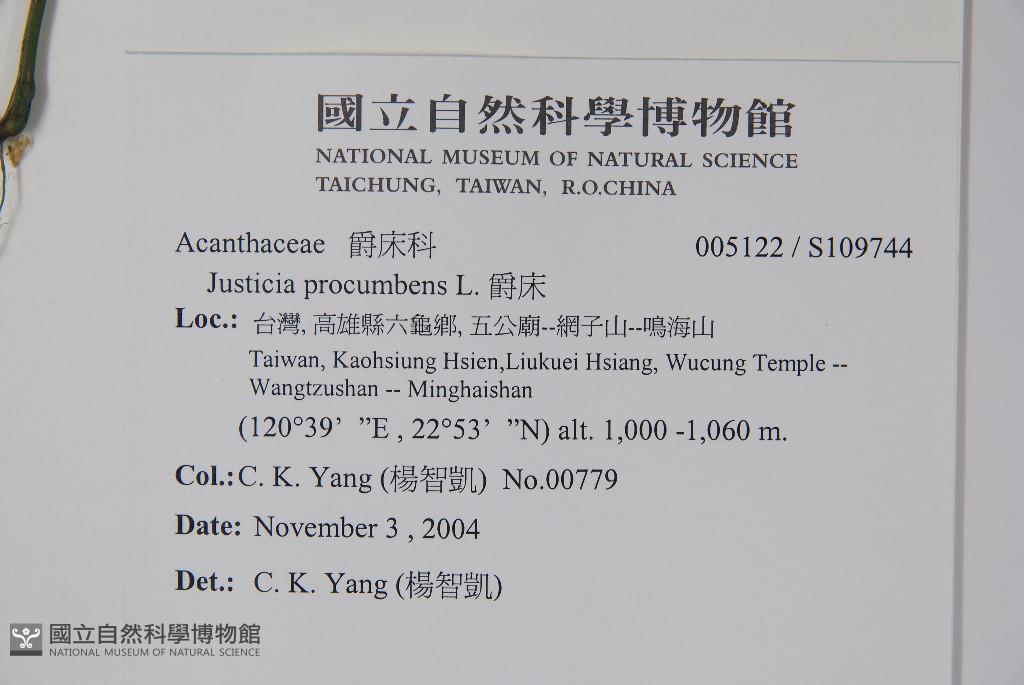 國立自然科學博物館
NATIONAL MUSEUM OF NATURAL SCIENCE
TAICHUNG, TAIWAN, R.O.CHINA
Acanthaceae 爵床科 005122 / S109744
Justicia procumbens L. 爵床
Loc.: 台灣, 高雄縣六龜鄉, 五公廟--網子山--鳴海山
Taiwan, Kaohsiung Hsien,Liukuei Hsiang, Wucung Temple --
Wangtzushan -- Minghaishan
(120°39’ ”E , 22°53’ ”N) alt. 1,000 -1,060 m.
Col.: C. K. Yang (楊智凱) No.00779
Date: November 3 , 2004
Det.: C. K. Yang (楊智凱)
國立自然科學博物館
NATIONAL MUSEUM OF NATURAL SCIENCE